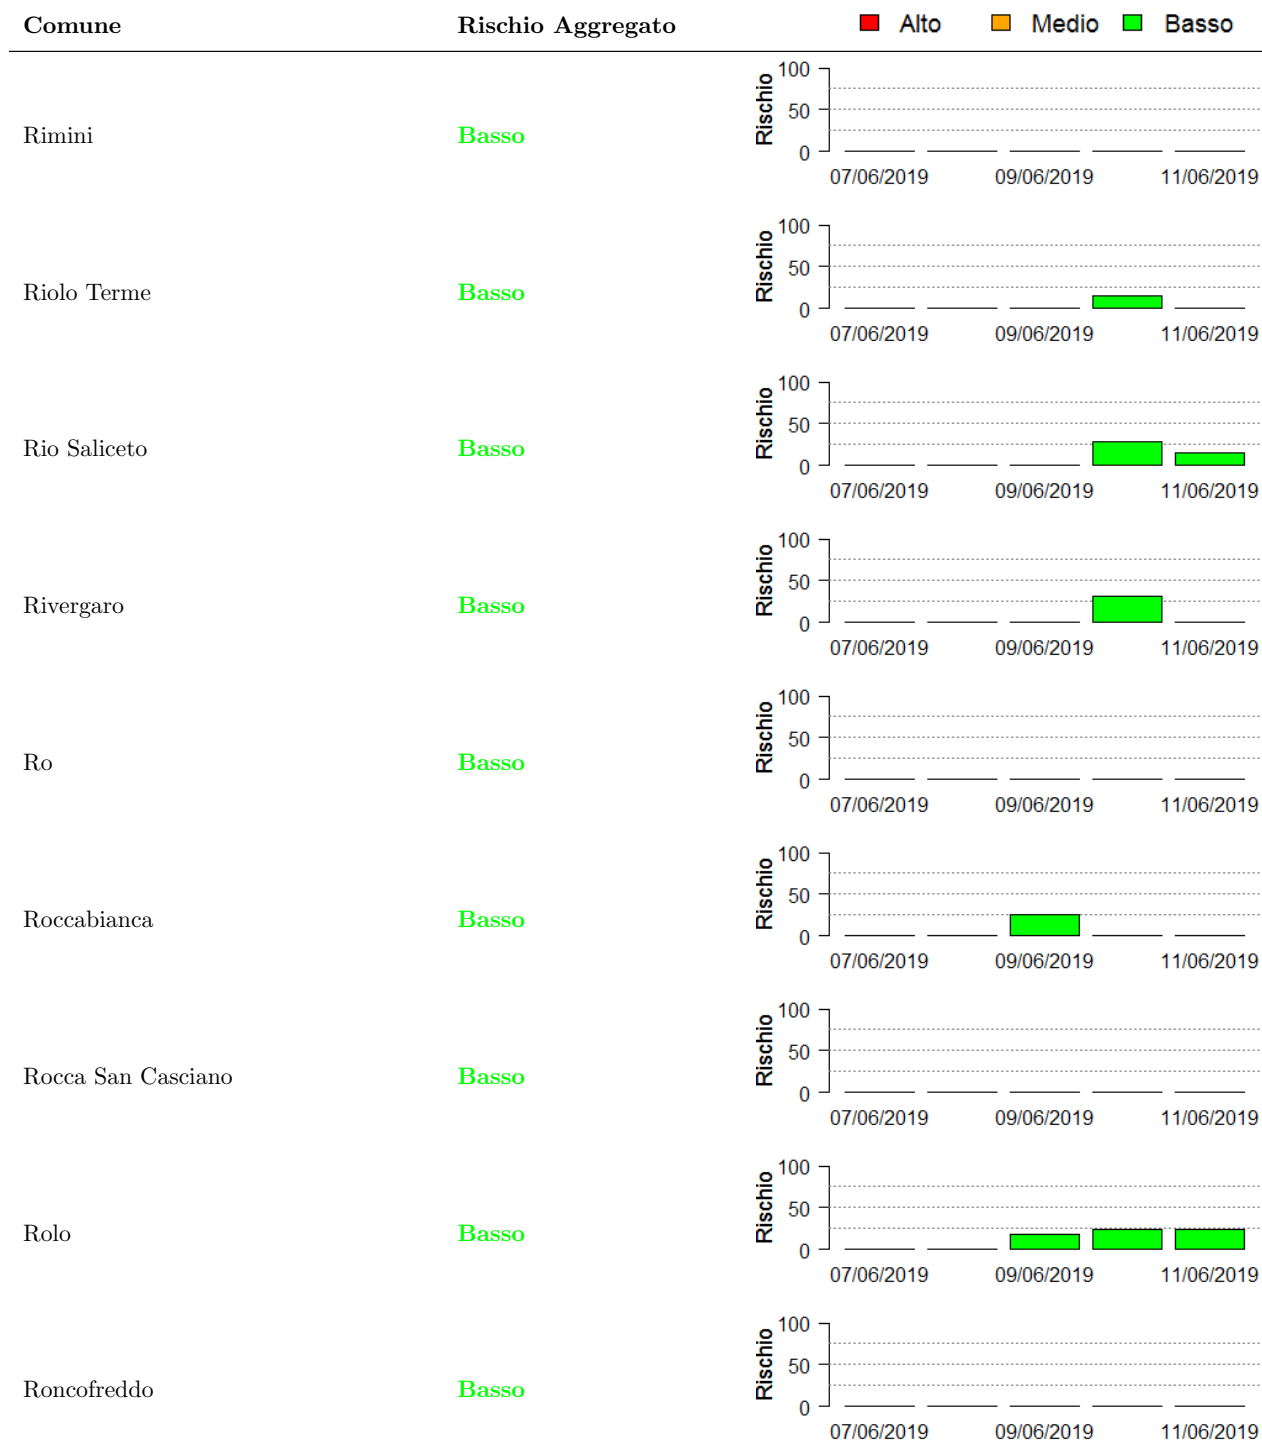 Comune Rischio Aggregato Alto Medio Basso
Rimini Basso
Rischio
100
50
0
07/06/2019 09/06/2019 11/06/2019
Riolo Terme Basso
Rischio
100
50
0
07/06/2019 09/06/2019 11/06/2019
Rio Saliceto Basso
Rischio
100
50
0
07/06/2019 09/06/2019 11/06/2019
Rivergaro Basso
Rischio
100
50
0
07/06/2019 09/06/2019 11/06/2019
Ro Basso
Rischio
100
50
0
07/06/2019 09/06/2019 11/06/2019
Roccabianca Basso
Rischio
100
50
0
07/06/2019 09/06/2019 11/06/2019
Rocca San Casciano Basso
Rischio
100
50
0
07/06/2019 09/06/2019 11/06/2019
Rolo Basso
Rischio
100
50
0
07/06/2019 09/06/2019 11/06/2019
Roncofreddo Basso
Rischio
100
50
0
07/06/2019 09/06/2019 11/06/2019